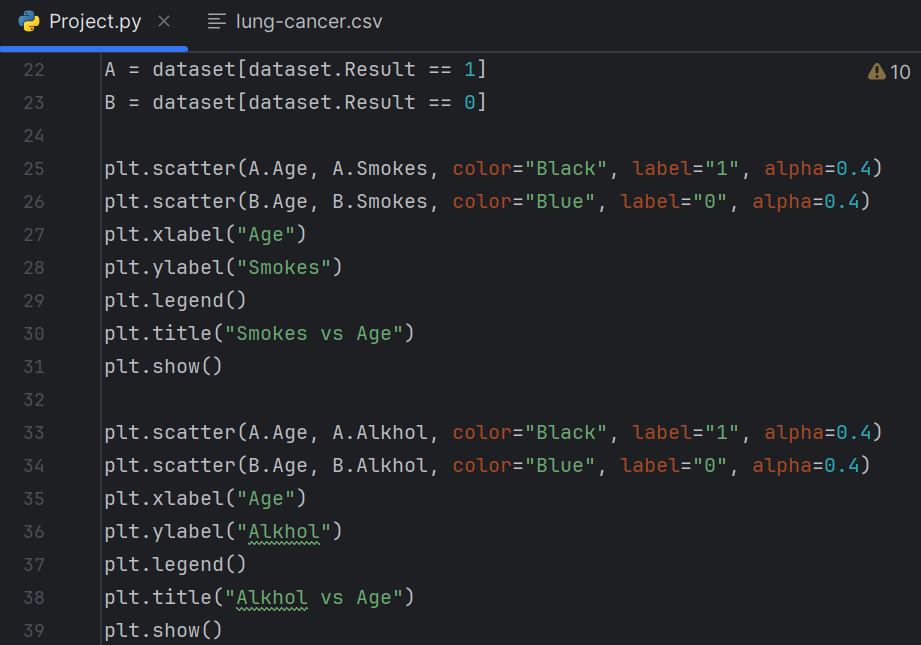 Project.py
lung-cancer.csv
10
22 A = dataset[dataset.Result == 1]
23 B = dataset[dataset.Result == 0]
24
25 plt.scatter(A.Age, A.Smokes, color="Black", label="1", alpha=0.4)
26 plt.scatter(B.Age, B.Smokes, color="Blue", label="0", alpha=0.4)
27 plt.xlabel("Age")
28 plt.ylabel("Smokes")
29 plt.legend()
30 plt.title("Smokes vs Age")
31 plt.show()
32
33 plt.scatter(A.Age, A.Alkhol, color="Black", label="1", alpha=0.4)
34 plt.scatter(B.Age, B.Alkhol, color="Blue", label="0", alpha=0.4)
35 plt.xlabel("Age")
36 plt.ylabel("Alkhol")
37 plt.legend()
38 plt.title("Alkhol vs Age")
39 plt.show()